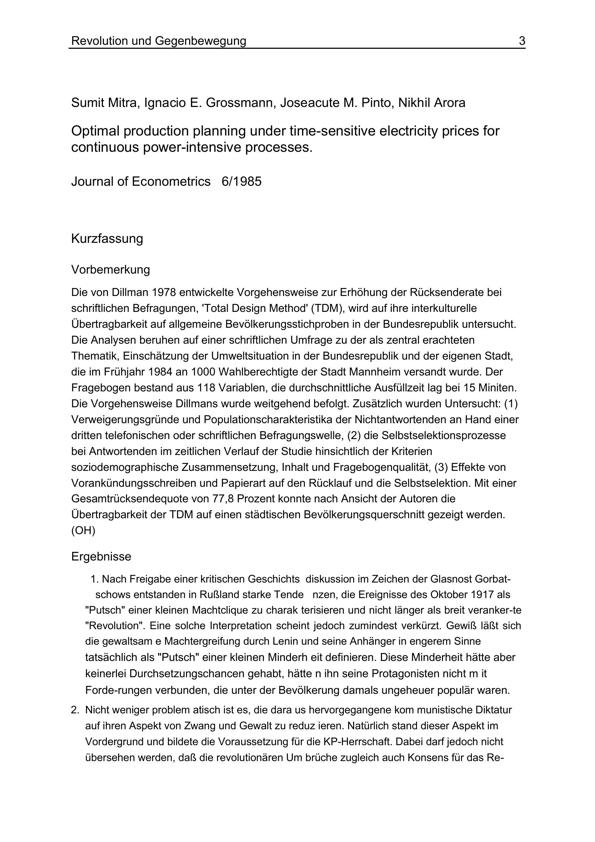 Revolution und Gegenbewegung 3
Sumit Mitra, Ignacio E. Grossmann, Joseacute M. Pinto, Nikhil Arora
Optimal production planning under time-sensitive electricity prices for
continuous power-intensive processes.
Journal of Econometrics 6/1985
Kurzfassung
Vorbemerkung
Die von Dillman 1978 entwickelte Vorgehensweise zur Erhöhung der Rücksenderate bei
schriftlichen Befragungen, 'Total Design Method' (TDM), wird auf ihre interkulturelle
Übertragbarkeit auf allgemeine Bevölkerungsstichproben in der Bundesrepublik untersucht.
Die Analysen beruhen auf einer schriftlichen Umfrage zu der als zentral erachteten
Thematik, Einschätzung der Umweltsituation in der Bundesrepublik und der eigenen Stadt,
die im Frühjahr 1984 an 1000 Wahlberechtigte der Stadt Mannheim versandt wurde. Der
Fragebogen bestand aus 118 Variablen, die durchschnittliche Ausfüllzeit lag bei 15 Miniten.
Die Vorgehensweise Dillmans wurde weitgehend befolgt. Zusätzlich wurden Untersucht: (1)
Verweigerungsgründe und Populationscharakteristika der Nichtantwortenden an Hand einer
dritten telefonischen oder schriftlichen Befragungswelle, (2) die Selbstselektionsprozesse
bei Antwortenden im zeitlichen Verlauf der Studie hinsichtlich der Kriterien
soziodemographische Zusammensetzung, Inhalt und Fragebogenqualität, (3) Effekte von
Vorankündungsschreiben und Papierart auf den Rücklauf und die Selbstselektion. Mit einer
Gesamtrücksendequote von 77,8 Prozent konnte nach Ansicht der Autoren die
Übertragbarkeit der TDM auf einen städtischen Bevölkerungsquerschnitt gezeigt werden.
(OH)
Ergebnisse
1. Nach Freigabe einer kritischen Geschichts diskussion im Zeichen der Glasnost Gorbat-
schows entstanden in Rußland starke Tende nzen, die Ereignisse des Oktober 1917 als
"Putsch" einer kleinen Machtclique zu charak terisieren und nicht länger als breit veranker-te
"Revolution". Eine solche Interpretation scheint jedoch zumindest verkürzt. Gewiß läßt sich
die gewaltsam e Machtergreifung durch Lenin und seine Anhänger in engerem Sinne
tatsächlich als "Putsch" einer kleinen Minderh eit definieren. Diese Minderheit hätte aber
keinerlei Durchsetzungschancen gehabt, hätte n ihn seine Protagonisten nicht m it
Forde-rungen verbunden, die unter der Bevölkerung damals ungeheuer populär waren.
2. Nicht weniger problem atisch ist es, die dara us hervorgegangene kom munistische Diktatur
auf ihren Aspekt von Zwang und Gewalt zu reduz ieren. Natürlich stand dieser Aspekt im
Vordergrund und bildete die Voraussetzung für die KP-Herrschaft. Dabei darf jedoch nicht
übersehen werden, daß die revolutionären Um brüche zugleich auch Konsens für das Re-